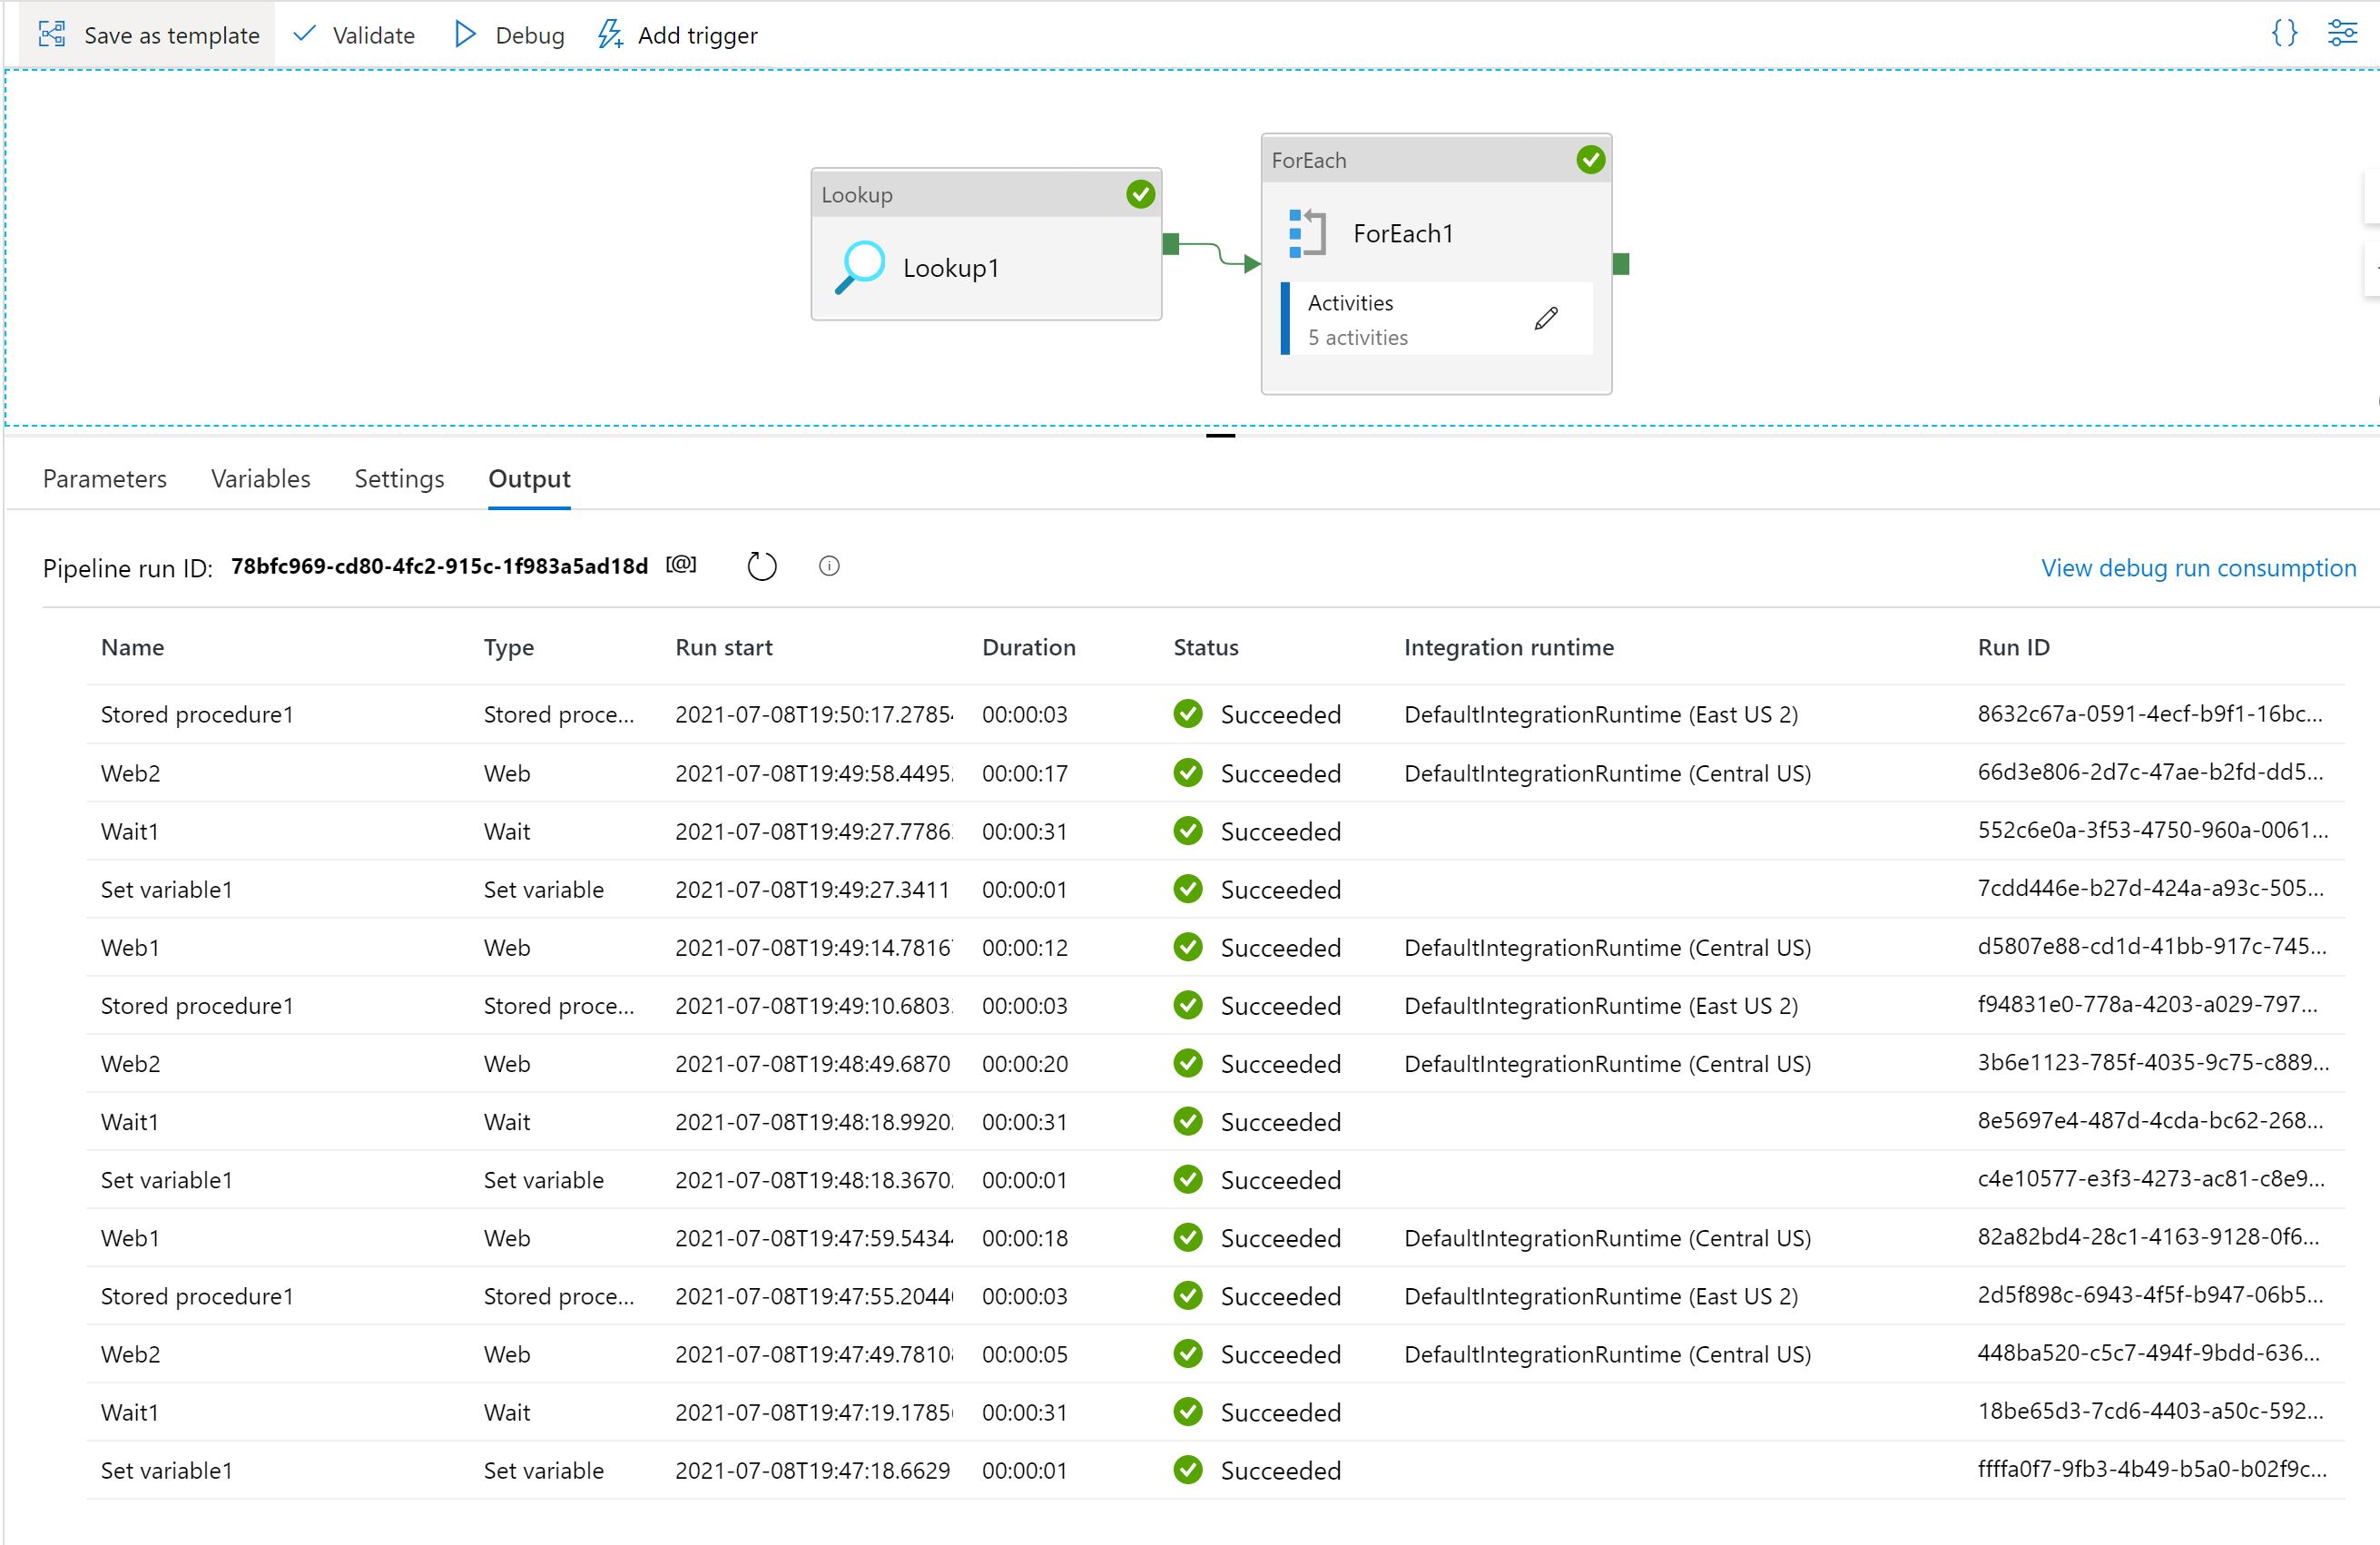 Save as template Validate Debug Add trigger {}
Lookup
Lookup1
ForEach
ForEach1
Activities
5 activities
Parameters Variables Settings Output
Pipeline run ID: 78bfc969-cd80-4fc2-915c-1f983a5ad18d [@] View debug run consumption
Name Type Run start Duration Status Integration runtime Run ID
Stored procedure1 Stored proce... 2021-07-08T19:50:17.2785 00:00:03 Succeeded DefaultIntegrationRuntime (East US 2) 8632c67a-0591-4ecf-b9f1-16bc...
Web2 Web 2021-07-08T19:49:58.4495 00:00:17 Succeeded DefaultIntegrationRuntime (Central US) 66d3e806-2d7c-47ae-b2fd-dd5...
Wait1 Wait 2021-07-08T19:49:27.7786 00:00:31 Succeeded 552c6e0a-3f53-4750-960a-0061...
Set variable1 Set variable 2021-07-08T19:49:27.3411 00:00:01 Succeeded 7cdd446e-b27d-424a-a93c-505...
Web1 Web 2021-07-08T19:49:14.7816 00:00:12 Succeeded DefaultIntegrationRuntime (Central US) d5807e88-cd1d-41bb-917c-745...
Stored procedure1 Stored proce... 2021-07-08T19:49:10.6803 00:00:03 Succeeded DefaultIntegrationRuntime (East US 2) f94831e0-778a-4203-a029-797...
Web2 Web 2021-07-08T19:48:49.6870 00:00:20 Succeeded DefaultIntegrationRuntime (Central US) 3b6e1123-785f-4035-9c75-c889...
Wait1 Wait 2021-07-08T19:48:18.9920 00:00:31 Succeeded 8e5697e4-487d-4cda-bc62-268...
Set variable1 Set variable 2021-07-08T19:48:18.3670 00:00:01 Succeeded c4e10577-e3f3-4273-ac81-c8e9...
Web1 Web 2021-07-08T19:47:59.5434 00:00:18 Succeeded DefaultIntegrationRuntime (Central US) 82a82bd4-28c1-4163-9128-0f6...
Stored procedure1 Stored proce... 2021-07-08T19:47:55.2044 00:00:03 Succeeded DefaultIntegrationRuntime (East US 2) 2d5f898c-6943-4f5f-b947-06b5...
Web2 Web 2021-07-08T19:47:49.7810 00:00:05 Succeeded DefaultIntegrationRuntime (Central US) 448ba520-c5c7-494f-9bdd-636...
Wait1 Wait 2021-07-08T19:47:19.1785 00:00:31 Succeeded 18be65d3-7cd6-4403-a50c-592...
Set variable1 Set variable 2021-07-08T19:47:18.6629 00:00:01 Succeeded ffffa0f7-9fb3-4b49-b5a0-b02f9c...